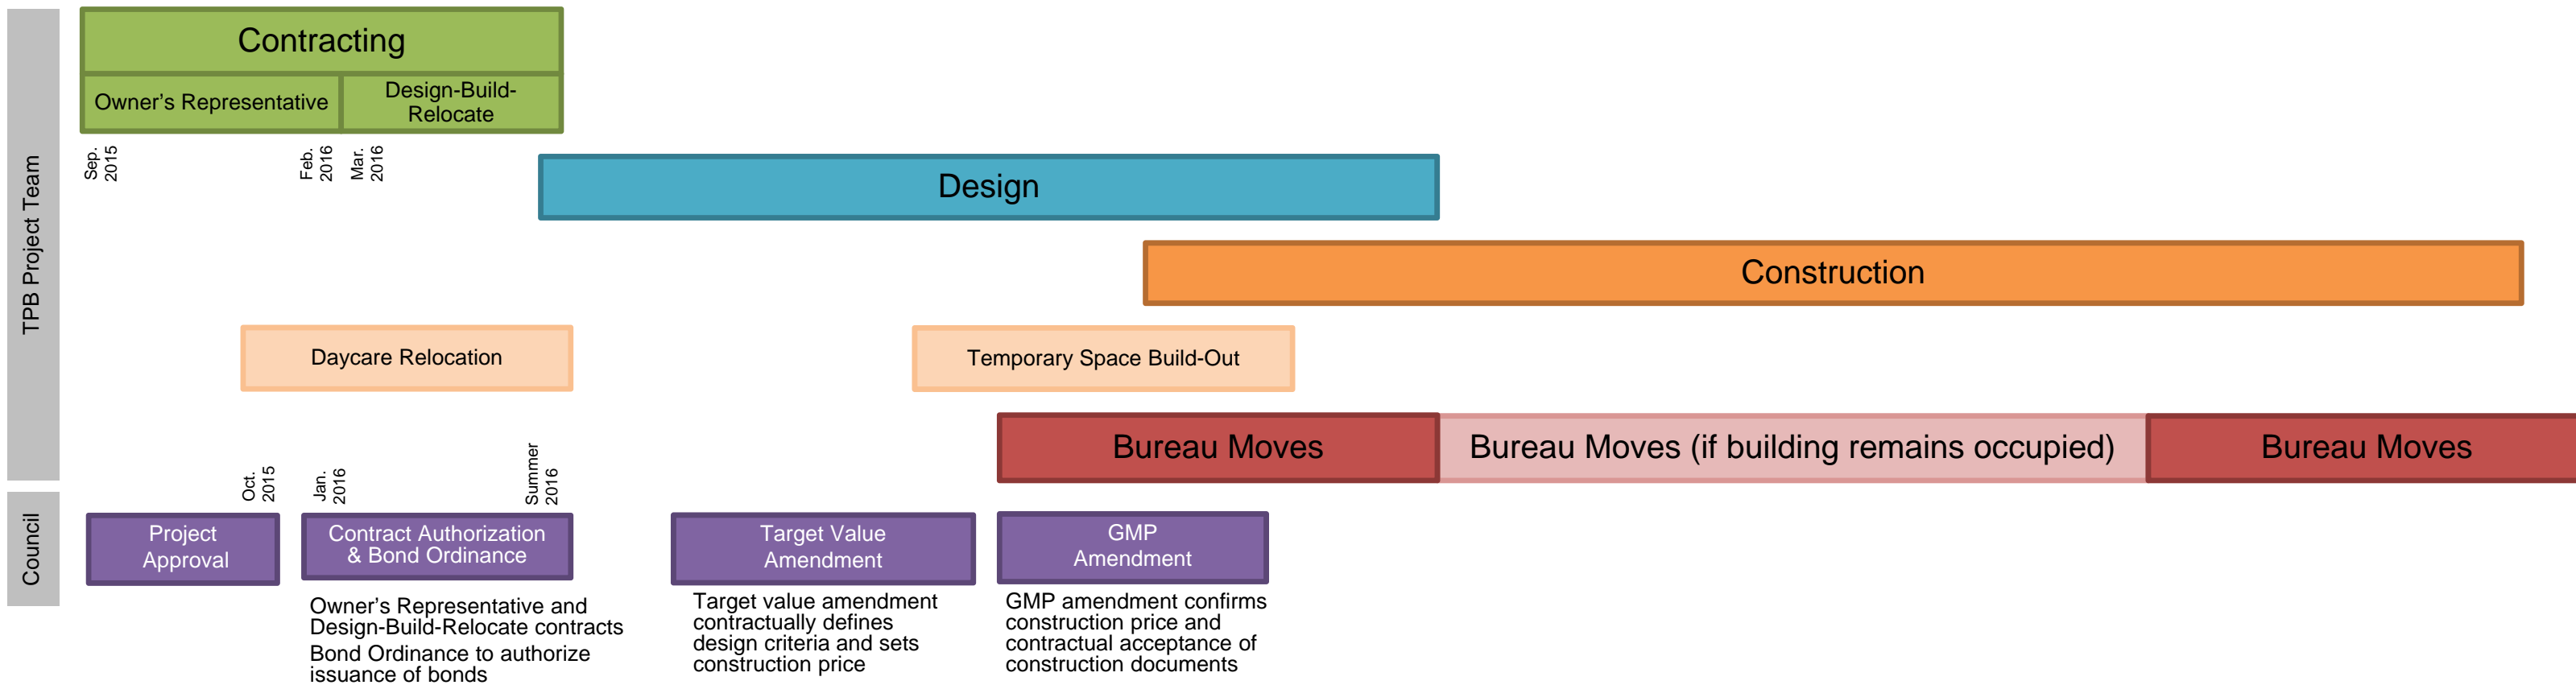 Contracting
Owner's Representative
Design-Build-
Relocate
TPB Project Team
Sep.
2015
Feb.
2016
Mar.
2016
Design
Construction
Daycare Relocation
Temporary Space Build-Out
Bureau Moves
Bureau Moves (if building remains occupied)
Bureau Moves
Oct.
2015
Jan.
2016
Summer
2016
Council
Project
Approval
Contract Authorization
& Bond Ordinance
Target Value
Amendment
GMP
Amendment
Owner's Representative and
Design-Build-Relocate contracts
Bond Ordinance to authorize
issuance of bonds
Target value amendment
contractually defines
design criteria and sets
construction price
GMP amendment confirms
construction price and
contractual acceptance of
construction documents